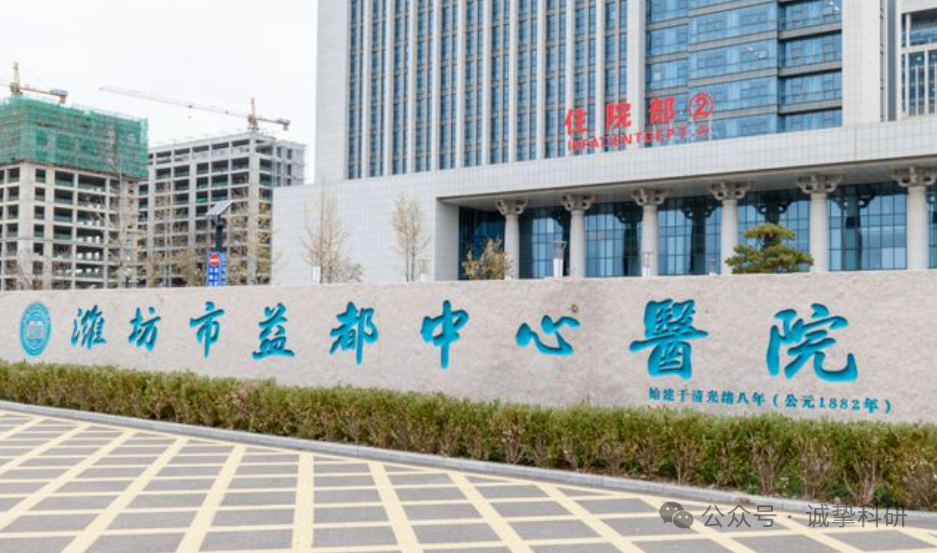 住院部②
INPATIENT DEPT.②
潍坊市益都中心醫院
始建于清光绪八年（公元1882年）
公众号 · 诚挚科研